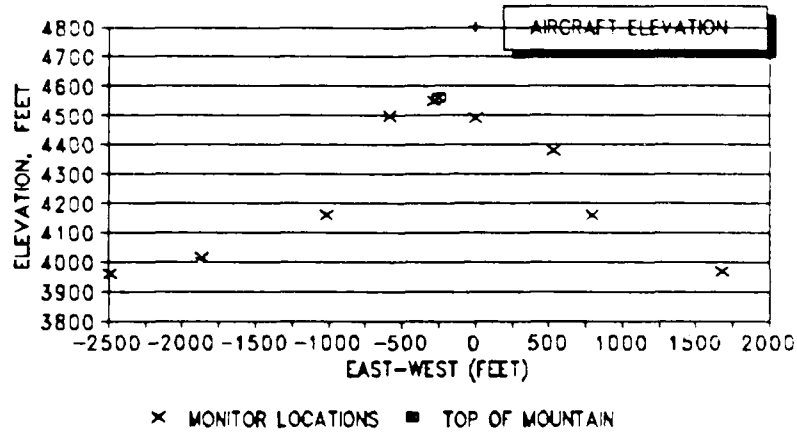 AIRCRAFT ELEVATION
4800
4700
4600
4500
4400
4300
4200
4100
4000
3900
3800
ELEVATION, FEET
-2500 -2000 -1500 -1000 -500 0 500 1000 1500 2000
EAST-WEST (FEET)
× MONITOR LOCATIONS ■ TOP OF MOUNTAIN